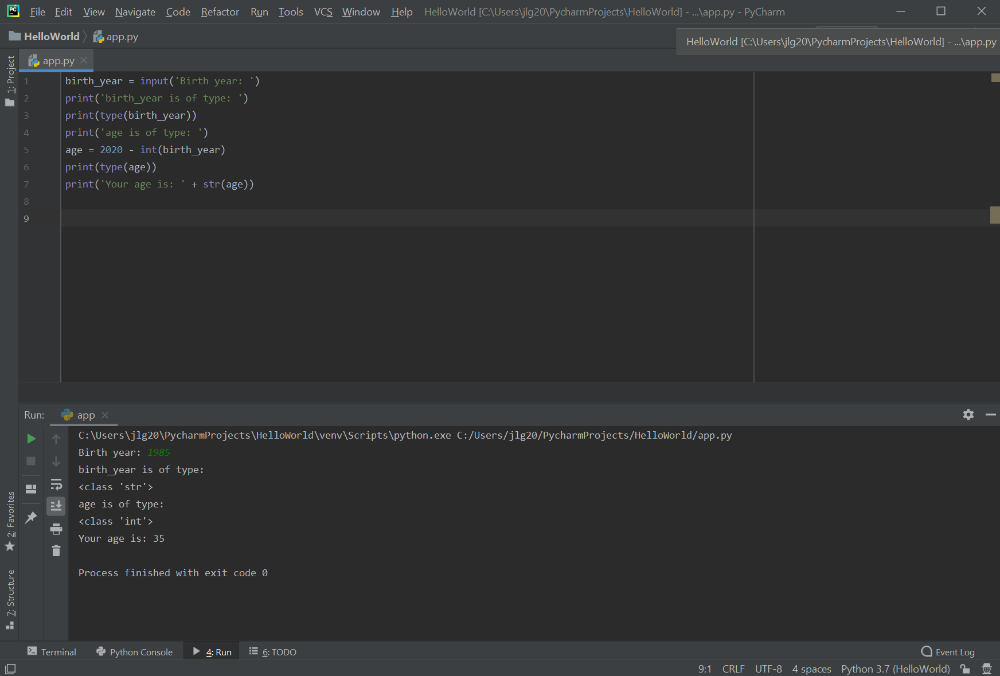 PC File Edit View Navigate Code Refactor Run Tools VCS Window Help HelloWorld [C:\Users\jlg20\PycharmProjects\HelloWorld] - ...\app.py - PyCharm
HelloWorld app.py
HelloWorld [C:\Users\jlg20\PycharmProjects\HelloWorld] - ...\app.py
app.py
1: Project
1 birth_year = input('Birth year: ')
2 print('birth_year is of type: ')
3 print(type(birth_year))
4 print('age is of type: ')
5 age = 2020 - int(birth_year)
6 print(type(age))
7 print('Your age is: ' + str(age))
8
9
Run: app
C:\Users\jlg20\PycharmProjects\HelloWorld\venv\Scripts\python.exe C:/Users/jlg20/PycharmProjects/HelloWorld/app.py
Birth year: 1985
birth_year is of type:
<class 'str'>
age is of type:
<class 'int'>
Your age is: 35
Process finished with exit code 0
2: Favorites
7: Structure
Terminal Python Console 4: Run 6: TODO Event Log
9:1 CRLF UTF-8 4 spaces Python 3.7 (HelloWorld)